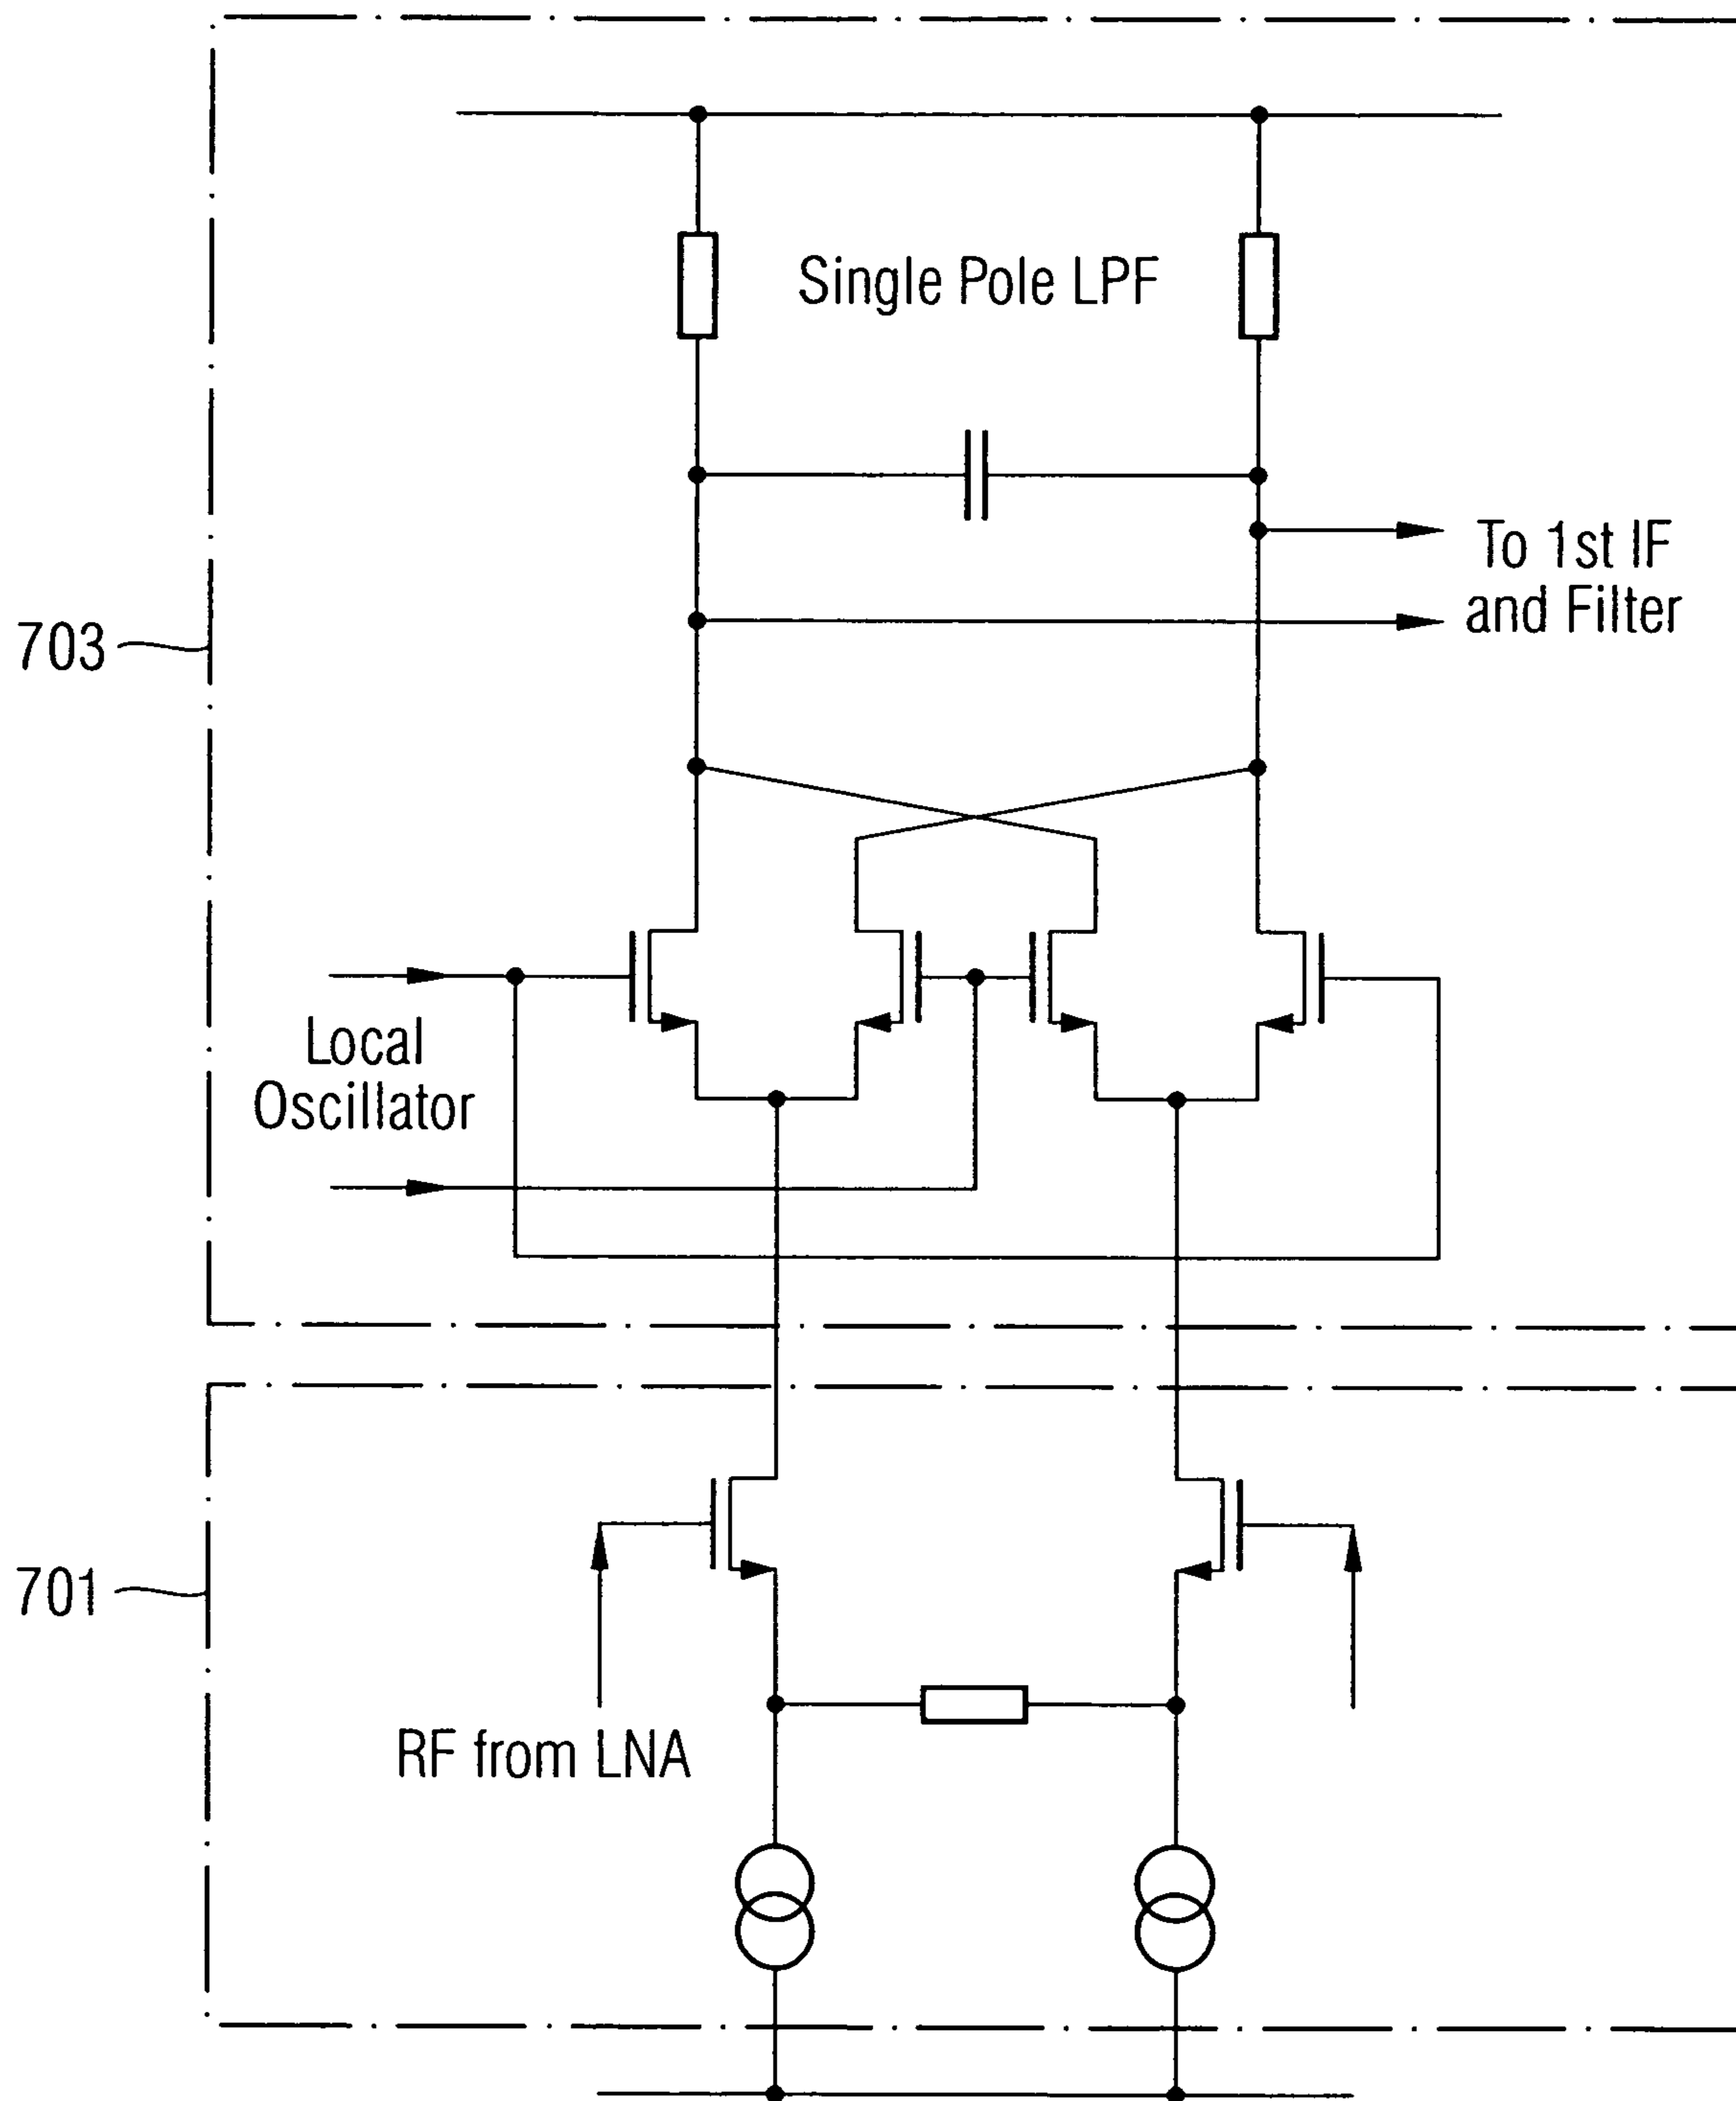 Single Pole LPF
To 1st IF
and Filter
703
Local
Oscillator
701
RF from LNA